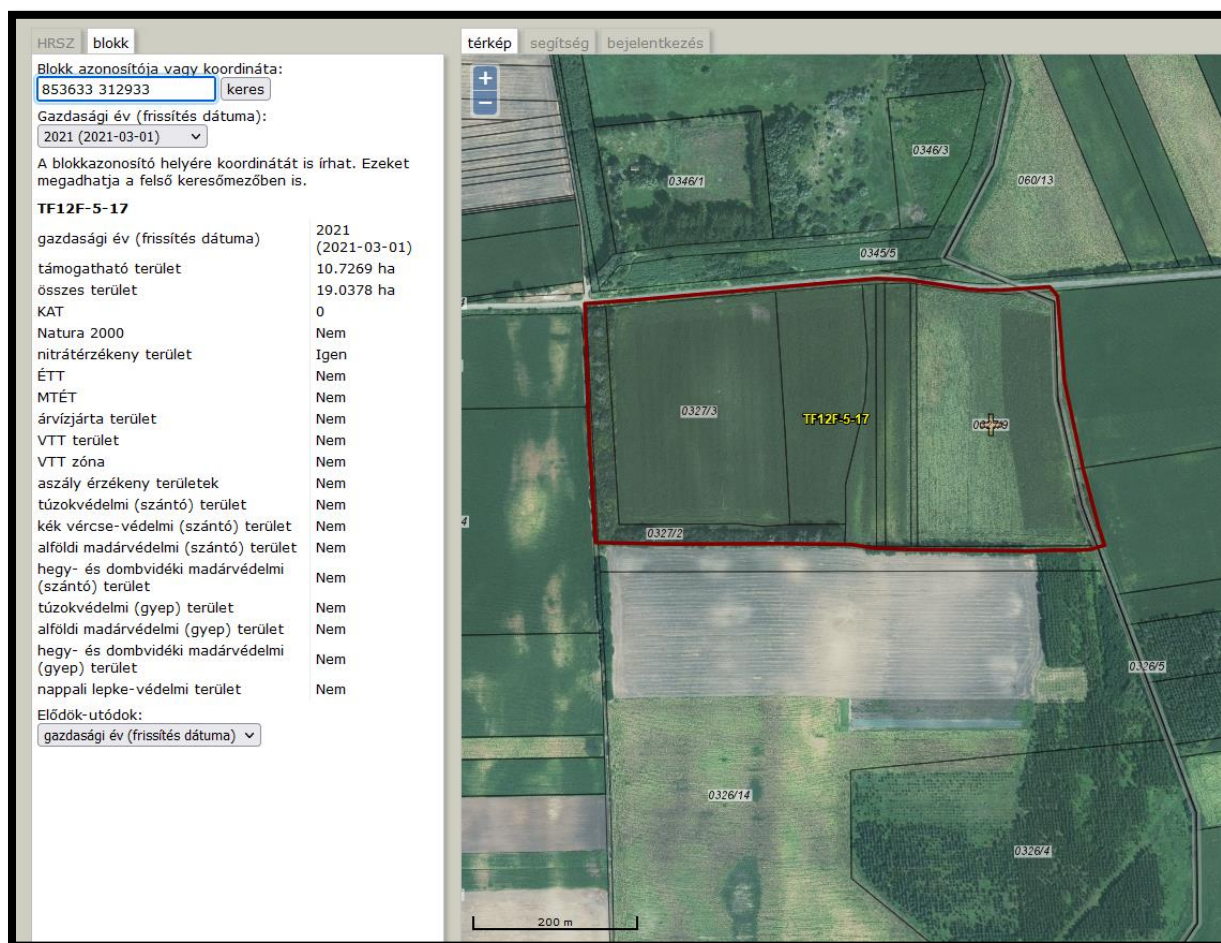 HRSZ blokk
Blokk azonosítója vagy koordináta:
853633 312933 keres
Gazdasági év (frissítés dátuma):
2021 (2021-03-01)
A blokkazonosító helyére koordinátát is írhat. Ezeket
megadhatja a felső keresőmezőben is.
TF12F-5-17
gazdasági év (frissítés dátuma) 2021
(2021-03-01)
támogatható terület 10.7269 ha
összes terület 19.0378 ha
KAT 0
Natura 2000 Nem
nitrátérzékeny terület Igen
ÉTT Nem
MTÉT Nem
árvízjárta terület Nem
VTT terület Nem
VTT zóna Nem
aszály érzékeny területek Nem
túzokvédelmi (szántó) terület Nem
kék vércse-védelmi (szántó) terület Nem
alföldi madárvédelmi (szántó) terület Nem
hegy- és dombvidéki madárvédelmi
(szántó) terület Nem
túzokvédelmi (gyep) terület Nem
alföldi madárvédelmi (gyep) terület Nem
hegy- és dombvidéki madárvédelmi
(gyep) terület Nem
nappali lepke-védelmi terület Nem
Elődök-utódok:
gazdasági év (frissítés dátuma)
térkép segítség bejelentkezés
+
−
0346/3
0346/1
060/13
0345/5
0327/3
TF12F-5-17
0327/2
0326/5
0326/14
0326/4
200 m